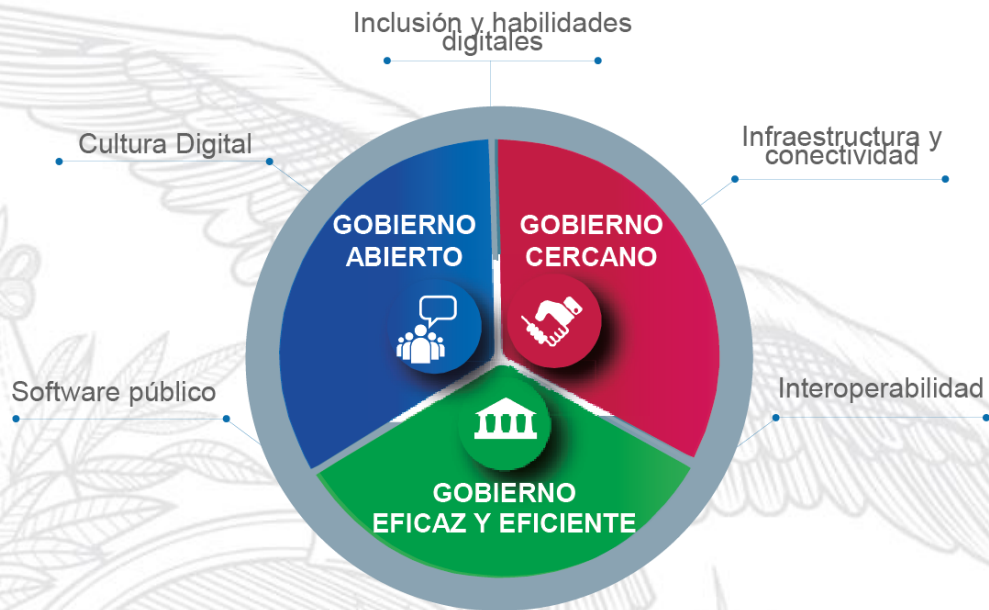 Inclusión y habilidades
digitales
Cultura Digital
Infraestructura y
conectividad
GOBIERNO
ABIERTO
GOBIERNO
CERCANO
Software público
Interoperabilidad
GOBIERNO
EFICAZ Y EFICIENTE